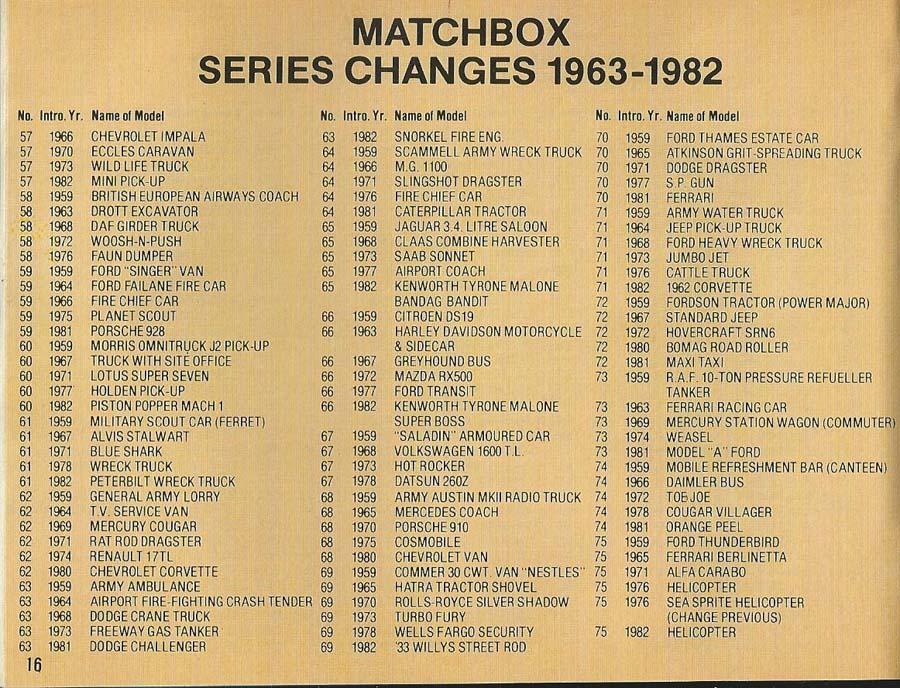 MATCHBOX
SERIES CHANGES 1963-1982
No. Intro. Yr. Name of Model
57 1966 CHEVROLET IMPALA
57 1970 ECCLES CARAVAN
57 1973 WILD LIFE TRUCK
57 1982 MINI PICK-UP
58 1959 BRITISH EUROPEAN AIRWAYS COACH
58 1963 DROTT EXCAVATOR
58 1968 DAF GIRDER TRUCK
58 1972 WOOSH-N-PUSH
58 1976 FAUN DUMPER
59 1959 FORD "SINGER" VAN
59 1964 FORD FAILANE FIRE CAR
59 1966 FIRE CHIEF CAR
59 1975 PLANET SCOUT
59 1981 PORSCHE 928
60 1959 MORRIS OMNITRUCK J2 PICK-UP
60 1967 TRUCK WITH SITE OFFICE
60 1971 LOTUS SUPER SEVEN
60 1977 HOLDEN PICK-UP
60 1982 PISTON POPPER MACH 1
61 1959 MILITARY SCOUT CAR (FERRET)
61 1967 ALVIS STALWART
61 1971 BLUE SHARK
61 1978 WRECK TRUCK
61 1982 PETERBILT WRECK TRUCK
62 1959 GENERAL ARMY LORRY
62 1964 T.V. SERVICE VAN
62 1969 MERCURY COUGAR
62 1971 RAT ROD DRAGSTER
62 1974 RENAULT 17TL
62 1980 CHEVROLET CORVETTE
63 1959 ARMY AMBULANCE
63 1964 AIRPORT FIRE-FIGHTING CRASH TENDER
63 1968 DODGE CRANE TRUCK
63 1973 FREEWAY GAS TANKER
63 1981 DODGE CHALLENGER
No. Intro. Yr. Name of Model
63 1982 SNORKEL FIRE ENG.
64 1959 SCAMMELL ARMY WRECK TRUCK
64 1966 M.G. 1100
64 1971 SLINGSHOT DRAGSTER
64 1976 FIRE CHIEF CAR
64 1981 CATERPILLAR TRACTOR
65 1959 JAGUAR 3.4. LITRE SALOON
65 1968 CLAAS COMBINE HARVESTER
65 1973 SAAB SONNET
65 1977 AIRPORT COACH
65 1982 KENWORTH TYRONE MALONE
BANDAG BANDIT
66 1959 CITROEN DS19
66 1963 HARLEY DAVIDSON MOTORCYCLE
& SIDECAR
66 1967 GREYHOUND BUS
66 1972 MAZDA RX500
66 1977 FORD TRANSIT
66 1982 KENWORTH TYRONE MALONE
SUPER BOSS
67 1959 "SALADIN" ARMOURED CAR
67 1968 VOLKSWAGEN 1600 T.L.
67 1973 HOT ROCKER
67 1978 DATSUN 260Z
68 1959 ARMY AUSTIN MKII RADIO TRUCK
68 1965 MERCEDES COACH
68 1970 PORSCHE 910
68 1975 COSMOBILE
68 1980 CHEVROLET VAN
69 1959 COMMER 30 CWT. VAN "NESTLES"
69 1965 HATRA TRACTOR SHOVEL
69 1970 ROLLS-ROYCE SILVER SHADOW
69 1973 TURBO FURY
69 1978 WELLS FARGO SECURITY
69 1982 '33 WILLYS STREET ROD
No. Intro. Yr. Name of Model
70 1959 FORD THAMES ESTATE CAR
70 1965 ATKINSON GRIT-SPREADING TRUCK
70 1971 DODGE DRAGSTER
70 1977 S.P. GUN
70 1981 FERRARI
71 1959 ARMY WATER TRUCK
71 1964 JEEP PICK-UP TRUCK
71 1968 FORD HEAVY WRECK TRUCK
71 1973 JUMBO JET
71 1976 CATTLE TRUCK
71 1982 1962 CORVETTE
72 1959 FORDSON TRACTOR (POWER MAJOR)
72 1967 STANDARD JEEP
72 1972 HOVERCRAFT SRN6
72 1980 BOMAG ROAD ROLLER
72 1981 MAXI TAXI
73 1959 R.A.F. 10-TON PRESSURE REFUELLER
TANKER
73 1963 FERRARI RACING CAR
73 1969 MERCURY STATION WAGON (COMMUTER)
73 1974 WEASEL
73 1981 MODEL "A" FORD
74 1959 MOBILE REFRESHMENT BAR (CANTEEN)
74 1966 DAIMLER BUS
74 1972 TOE JOE
74 1978 COUGAR VILLAGER
74 1981 ORANGE PEEL
75 1959 FORD THUNDERBIRD
75 1965 FERRARI BERLINETTA
75 1971 ALFA CARABO
75 1976 HELICOPTER
75 1976 SEA SPRITE HELICOPTER
(CHANGE PREVIOUS)
75 1982 HELICOPTER
16